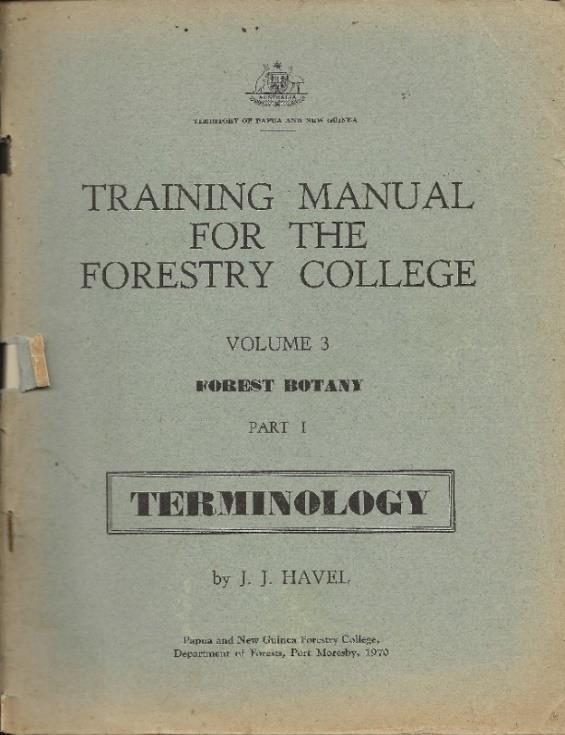 AUSTRALIA
TERRITORY OF PAPUA AND NEW GUINEA
TRAINING MANUAL
FOR THE
FORESTRY COLLEGE
VOLUME 3
FOREST BOTANY
PART I
TERMINOLOGY
by J. J. HAVEL
Papua and New Guinea Forestry College,
Department of Forests, Port Moresby, 1970